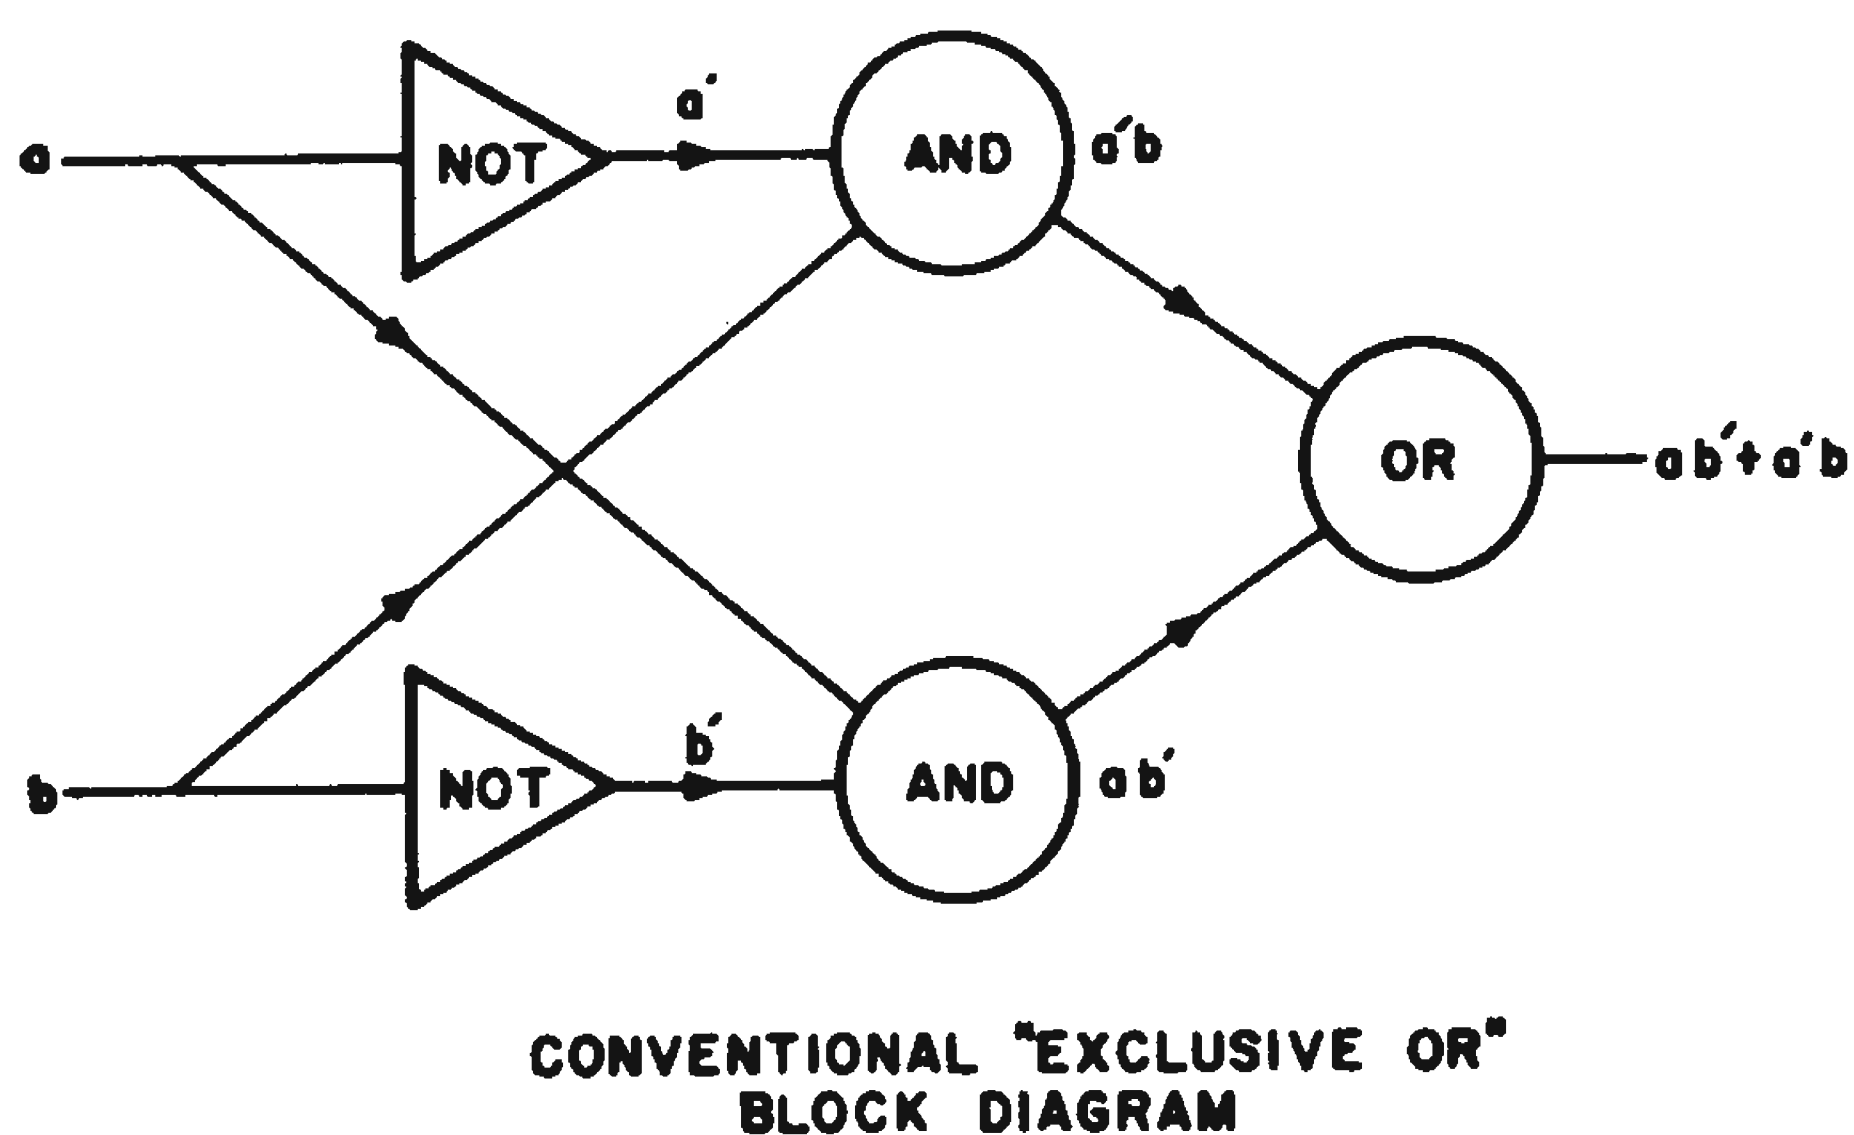 a
NOT
a′
AND
a′b
OR
ab′+a′b
b
NOT
b′
AND
ab′
CONVENTIONAL "EXCLUSIVE OR"
BLOCK DIAGRAM